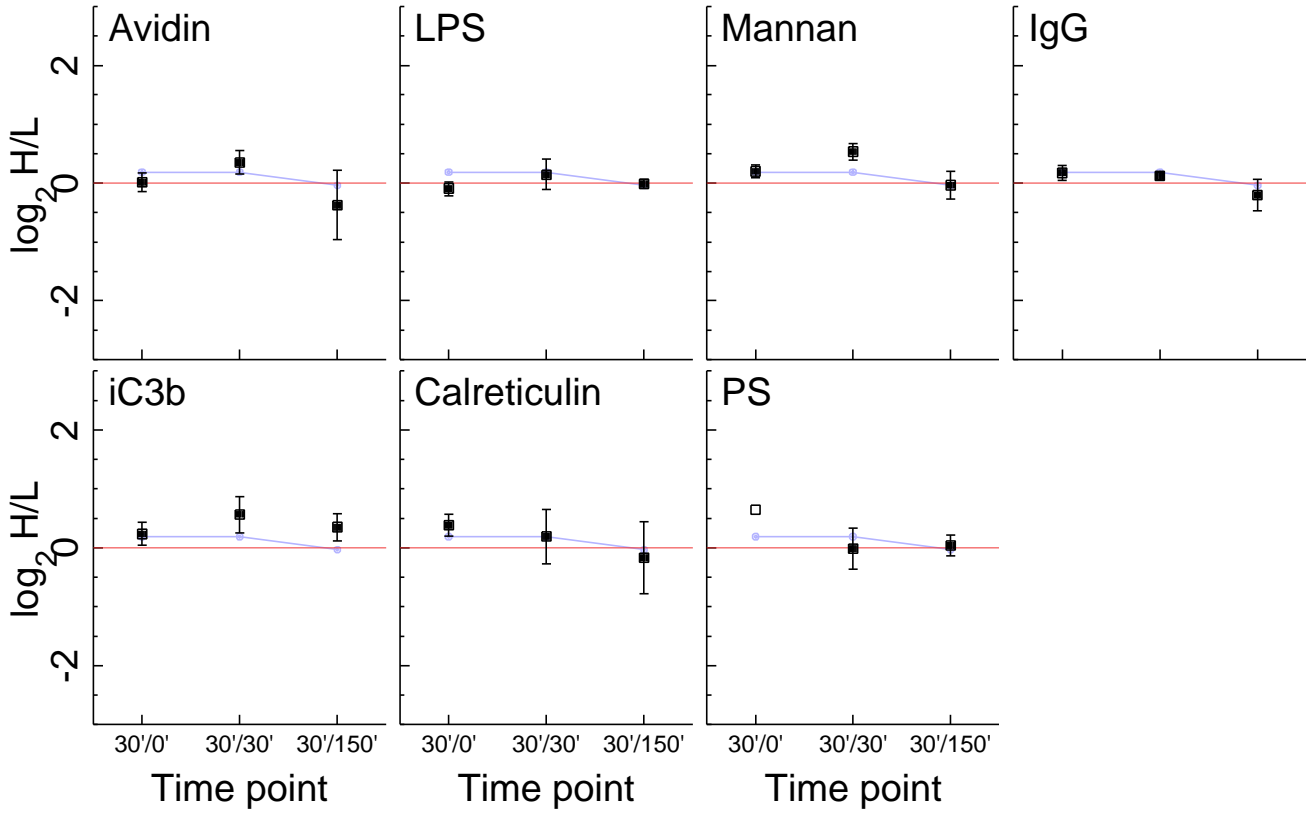 Avidin
LPS
Mannan
IgG
log2 H/L
2
0
-2
iC3b
Calreticulin
PS
log2 H/L
2
0
-2
30'/0' 30'/30' 30'/150'
30'/0' 30'/30' 30'/150'
30'/0' 30'/30' 30'/150'
Time point
Time point
Time point